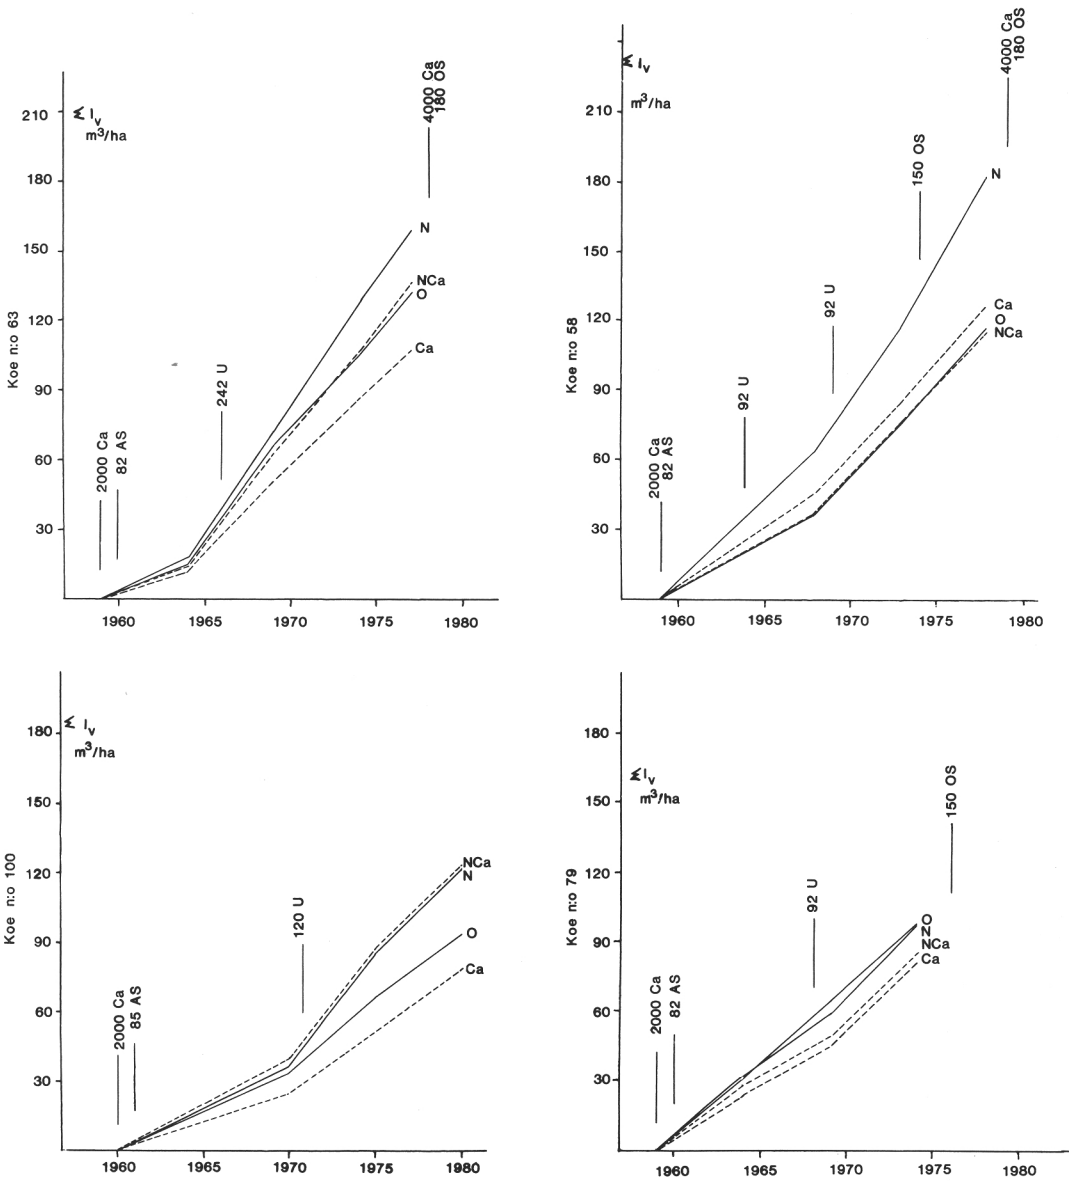 Σ Iv
m³/ha
210
180
150
120
90
60
30
Koe n:o 63
2000 Ca
82 AS
242 U
4000 Ca
180 OS
N
NCa
O
Ca
1960
1965
1970
1975
1980
Σ Iv
m³/ha
210
180
150
120
90
60
30
Koe n:o 58
2000 Ca
82 AS
92 U
92 U
150 OS
4000 Ca
180 OS
N
Ca
O
NCa
1960
1965
1970
1975
1980
Σ Iv
m³/ha
180
150
120
90
60
30
Koe n:o 100
2000 Ca
85 AS
120 U
NCa
N
O
Ca
1960
1965
1970
1975
1980
Σ Iv
m³/ha
180
150
120
90
60
30
Koe n:o 79
2000 Ca
82 AS
92 U
150 OS
O
N
NCa
Ca
1960
1965
1970
1975
1980